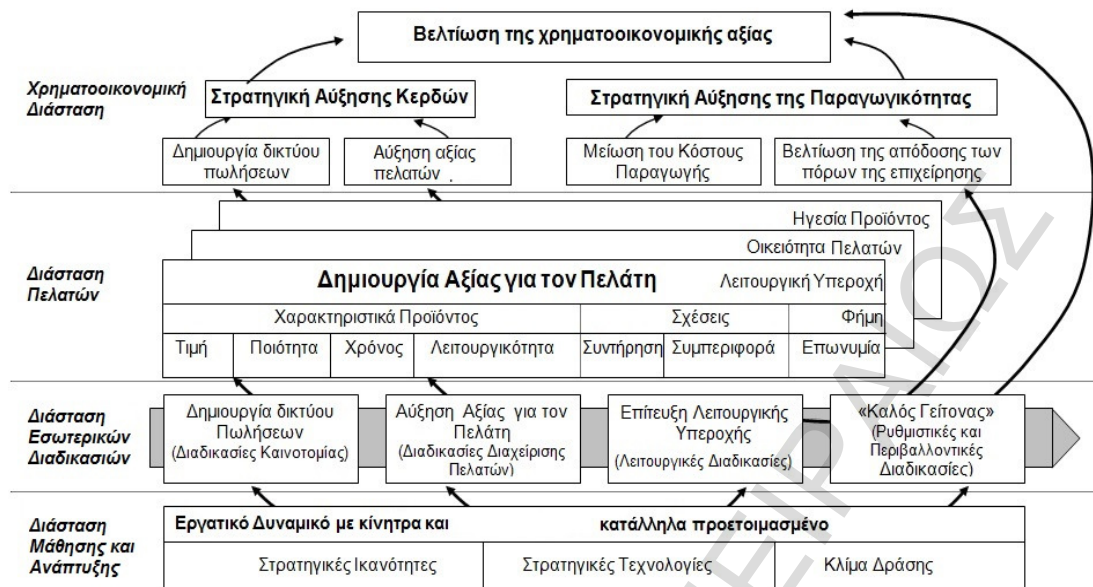 Βελτίωση της χρηματοοικονομικής αξίας
Χρηματοοικονομική
Διάσταση
Στρατηγική Αύξησης Κερδών
Στρατηγική Αύξησης της Παραγωγικότητας
Δημιουργία δικτύου
πωλήσεων
Αύξηση αξίας
πελατών .
Μείωση του Κόστους
Παραγωγής
Βελτίωση της απόδοσης των
πόρων της επιχείρησης
Διάσταση
Πελατών
Ηγεσία Προϊόντος
Οικειότητα Πελατών
Δημιουργία Αξίας για τον Πελάτη
Λειτουργική Υπεροχή
Χαρακτηριστικά Προϊόντος
Σχέσεις
Φήμη
Τιμή
Ποιότητα
Χρόνος
Λειτουργικότητα
Συντήρηση
Συμπεριφορά
Επωνυμία
Διάσταση
Εσωτερικών
Διαδικασιών
Δημιουργία δικτύου
Πωλήσεων
(Διαδικασίες Καινοτομίας)
Αύξηση Αξίας για τον
Πελάτη
(Διαδικασίες Διαχείρισης
Πελατών)
Επίτευξη Λειτουργικής
Υπεροχής
(Λειτουργικές Διαδικασίες)
«Καλός Γείτονας»
(Ρυθμιστικές και
Περιβαλλοντικές
Διαδικασίες)
Διάσταση
Μάθησης και
Ανάπτυξης
Εργατικό Δυναμικό με κίνητρα και κατάλληλα προετοιμασμένο
Στρατηγικές Ικανότητες
Στρατηγικές Τεχνολογίες
Κλίμα Δράσης